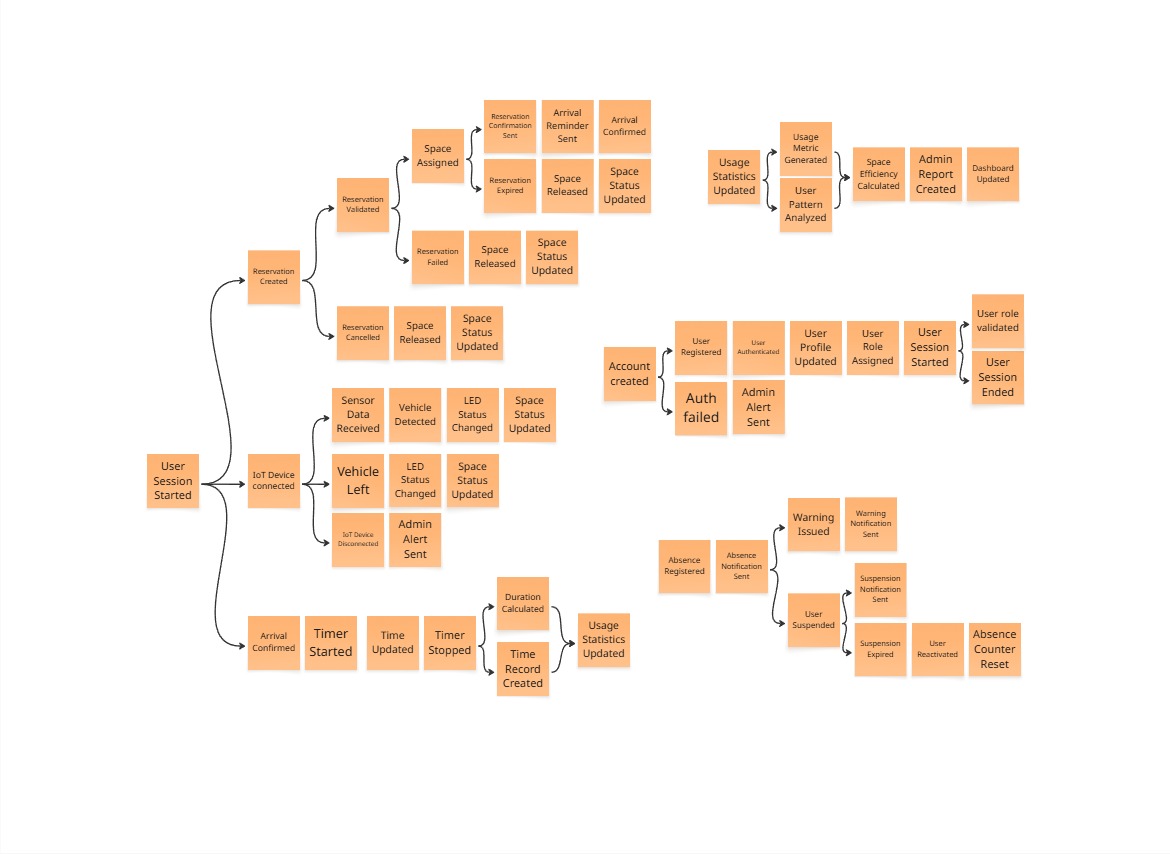 Reservation
Confirmation
Sent
Arrival
Reminder
Sent
Arrival
Confirmed
Space
Assigned
Reservation
Expired
Space
Released
Space
Status
Updated
Reservation
Validated
Reservation
Failed
Space
Released
Space
Status
Updated
Reservation
Created
Reservation
Cancelled
Space
Released
Space
Status
Updated
Sensor
Data
Received
Vehicle
Detected
LED
Status
Changed
Space
Status
Updated
User
Session
Started
IoT Device
connected
Vehicle
Left
LED
Status
Changed
Space
Status
Updated
IoT Device
Disconnected
Admin
Alert
Sent
Arrival
Confirmed
Timer
Started
Time
Updated
Timer
Stopped
Duration
Calculated
Time
Record
Created
Usage
Statistics
Updated
Usage
Statistics
Updated
Usage
Metric
Generated
User
Pattern
Analyzed
Space
Efficiency
Calculated
Admin
Report
Created
Dashboard
Updated
Account
created
User
Registered
User
Authenticated
User
Profile
Updated
User
Role
Assigned
User
Session
Started
User role
validated
User
Session
Ended
Auth
failed
Admin
Alert
Sent
Absence
Registered
Absence
Notification
Sent
Warning
Issued
Warning
Notification
Sent
User
Suspended
Suspension
Notification
Sent
Suspension
Expired
User
Reactivated
Absence
Counter
Reset